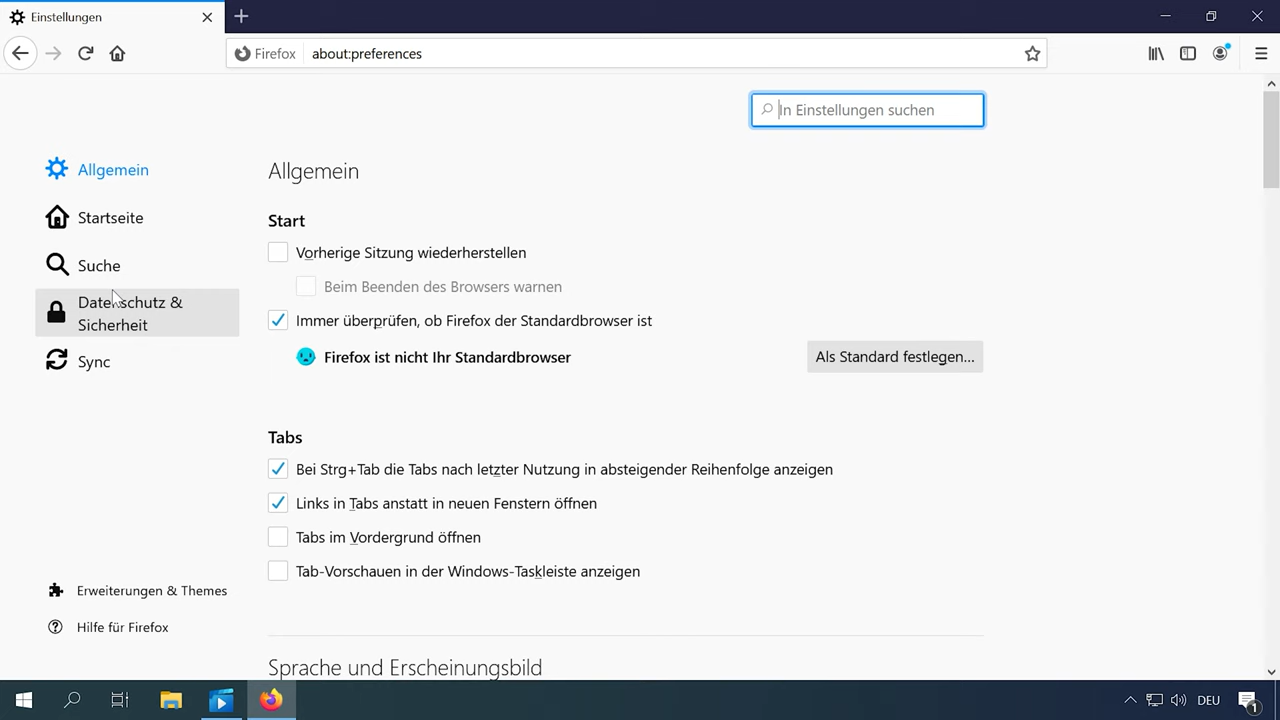 Einstellungen
Firefox
about:preferences
In Einstellungen suchen
Allgemein
Startseite
Suche
Datenschutz &
Sicherheit
Sync
Erweiterungen & Themes
Hilfe für Firefox
Allgemein
Start
Vorherige Sitzung wiederherstellen
Beim Beenden des Browsers warnen
Immer überprüfen, ob Firefox der Standardbrowser ist
Firefox ist nicht Ihr Standardbrowser
Als Standard festlegen...
Tabs
Bei Strg+Tab die Tabs nach letzter Nutzung in absteigender Reihenfolge anzeigen
Links in Tabs anstatt in neuen Fenstern öffnen
Tabs im Vordergrund öffnen
Tab-Vorschauen in der Windows-Taskleiste anzeigen
Sprache und Erscheinungsbild
DEU
1